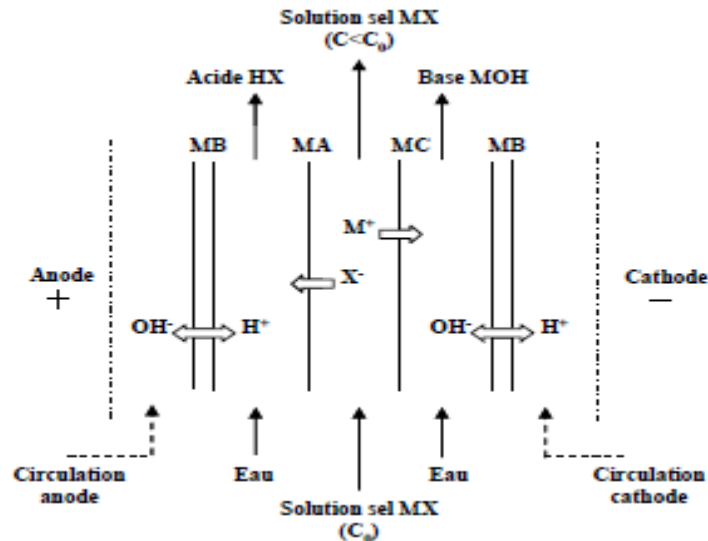 Solution sel MX
(C<C₀)
Acide HX
Base MOH
MB
MA
MC
MB
M⁺
X⁻
Anode
+
Cathode
−
OH⁻
H⁺
OH⁻
H⁺
Circulation
anode
Eau
Eau
Circulation
cathode
Solution sel MX
(C₀)